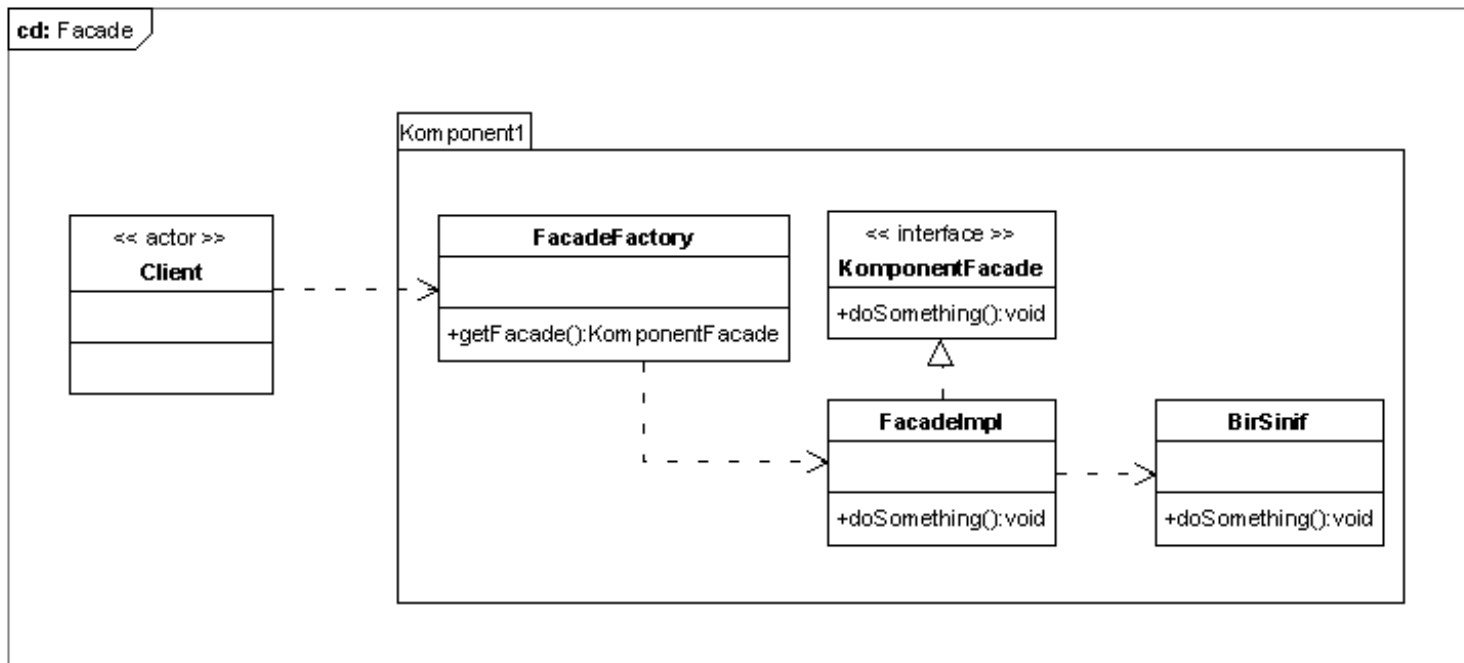 cd: Facade
Komponent1
<< actor >>
Client
FacadeFactory
+getFacade():KomponentFacade
<< interface >>
KomponentFacade
+doSomething():void
FacadeImpl
+doSomething():void
BirSinif
+doSomething():void